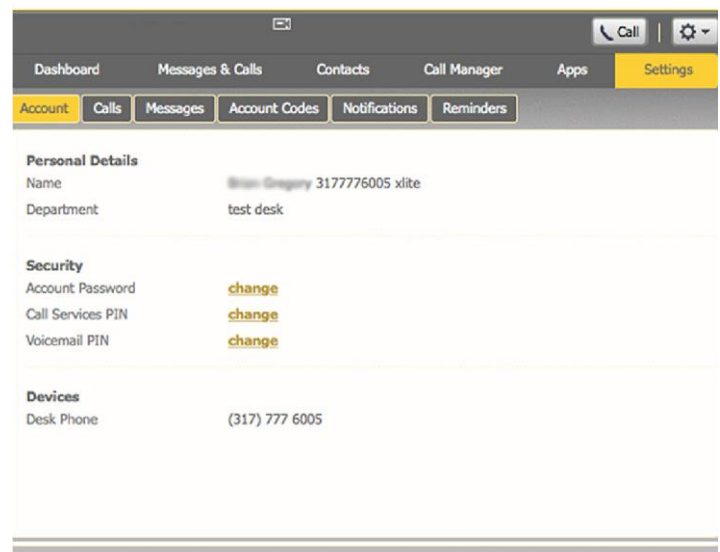 Call
Dashboard Messages & Calls Contacts Call Manager Apps Settings
Account Calls Messages Account Codes Notifications Reminders
Personal Details
Name 3177776005 xlite
Department test desk
Security
Account Password change
Call Services PIN change
Voicemail PIN change
Devices
Desk Phone (317) 777 6005